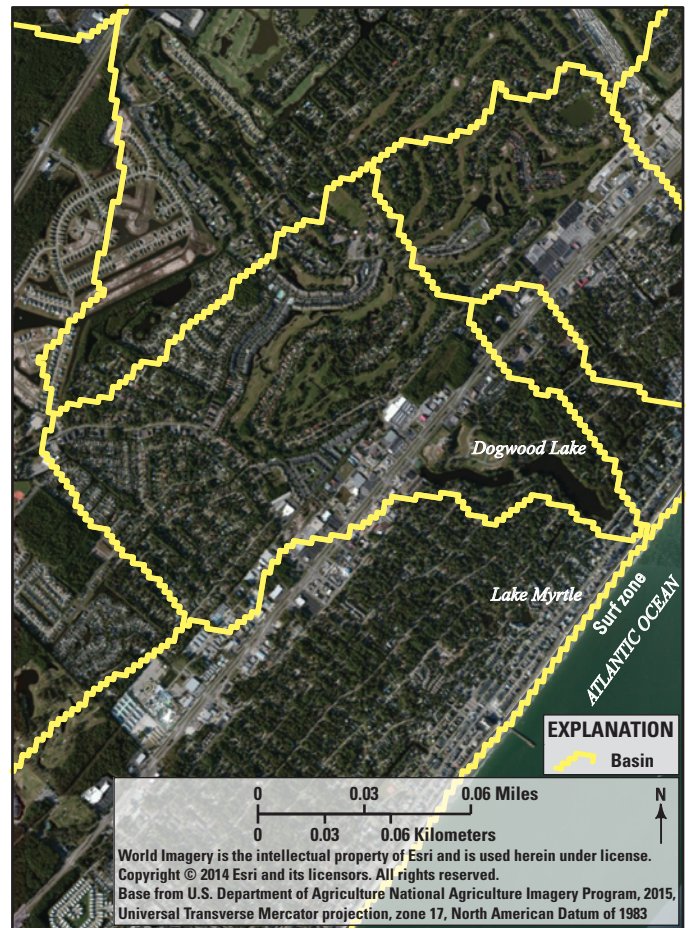 Dogwood Lake
Lake Myrtle
Surf zone
ATLANTIC OCEAN
EXPLANATION
Basin
0 0.03 0.06 Miles
0 0.03 0.06 Kilometers
N
World Imagery is the intellectual property of Esri and is used herein under license.
Copyright © 2014 Esri and its licensors. All rights reserved.
Base from U.S. Department of Agriculture National Agriculture Imagery Program, 2015,
Universal Transverse Mercator projection, zone 17, North American Datum of 1983